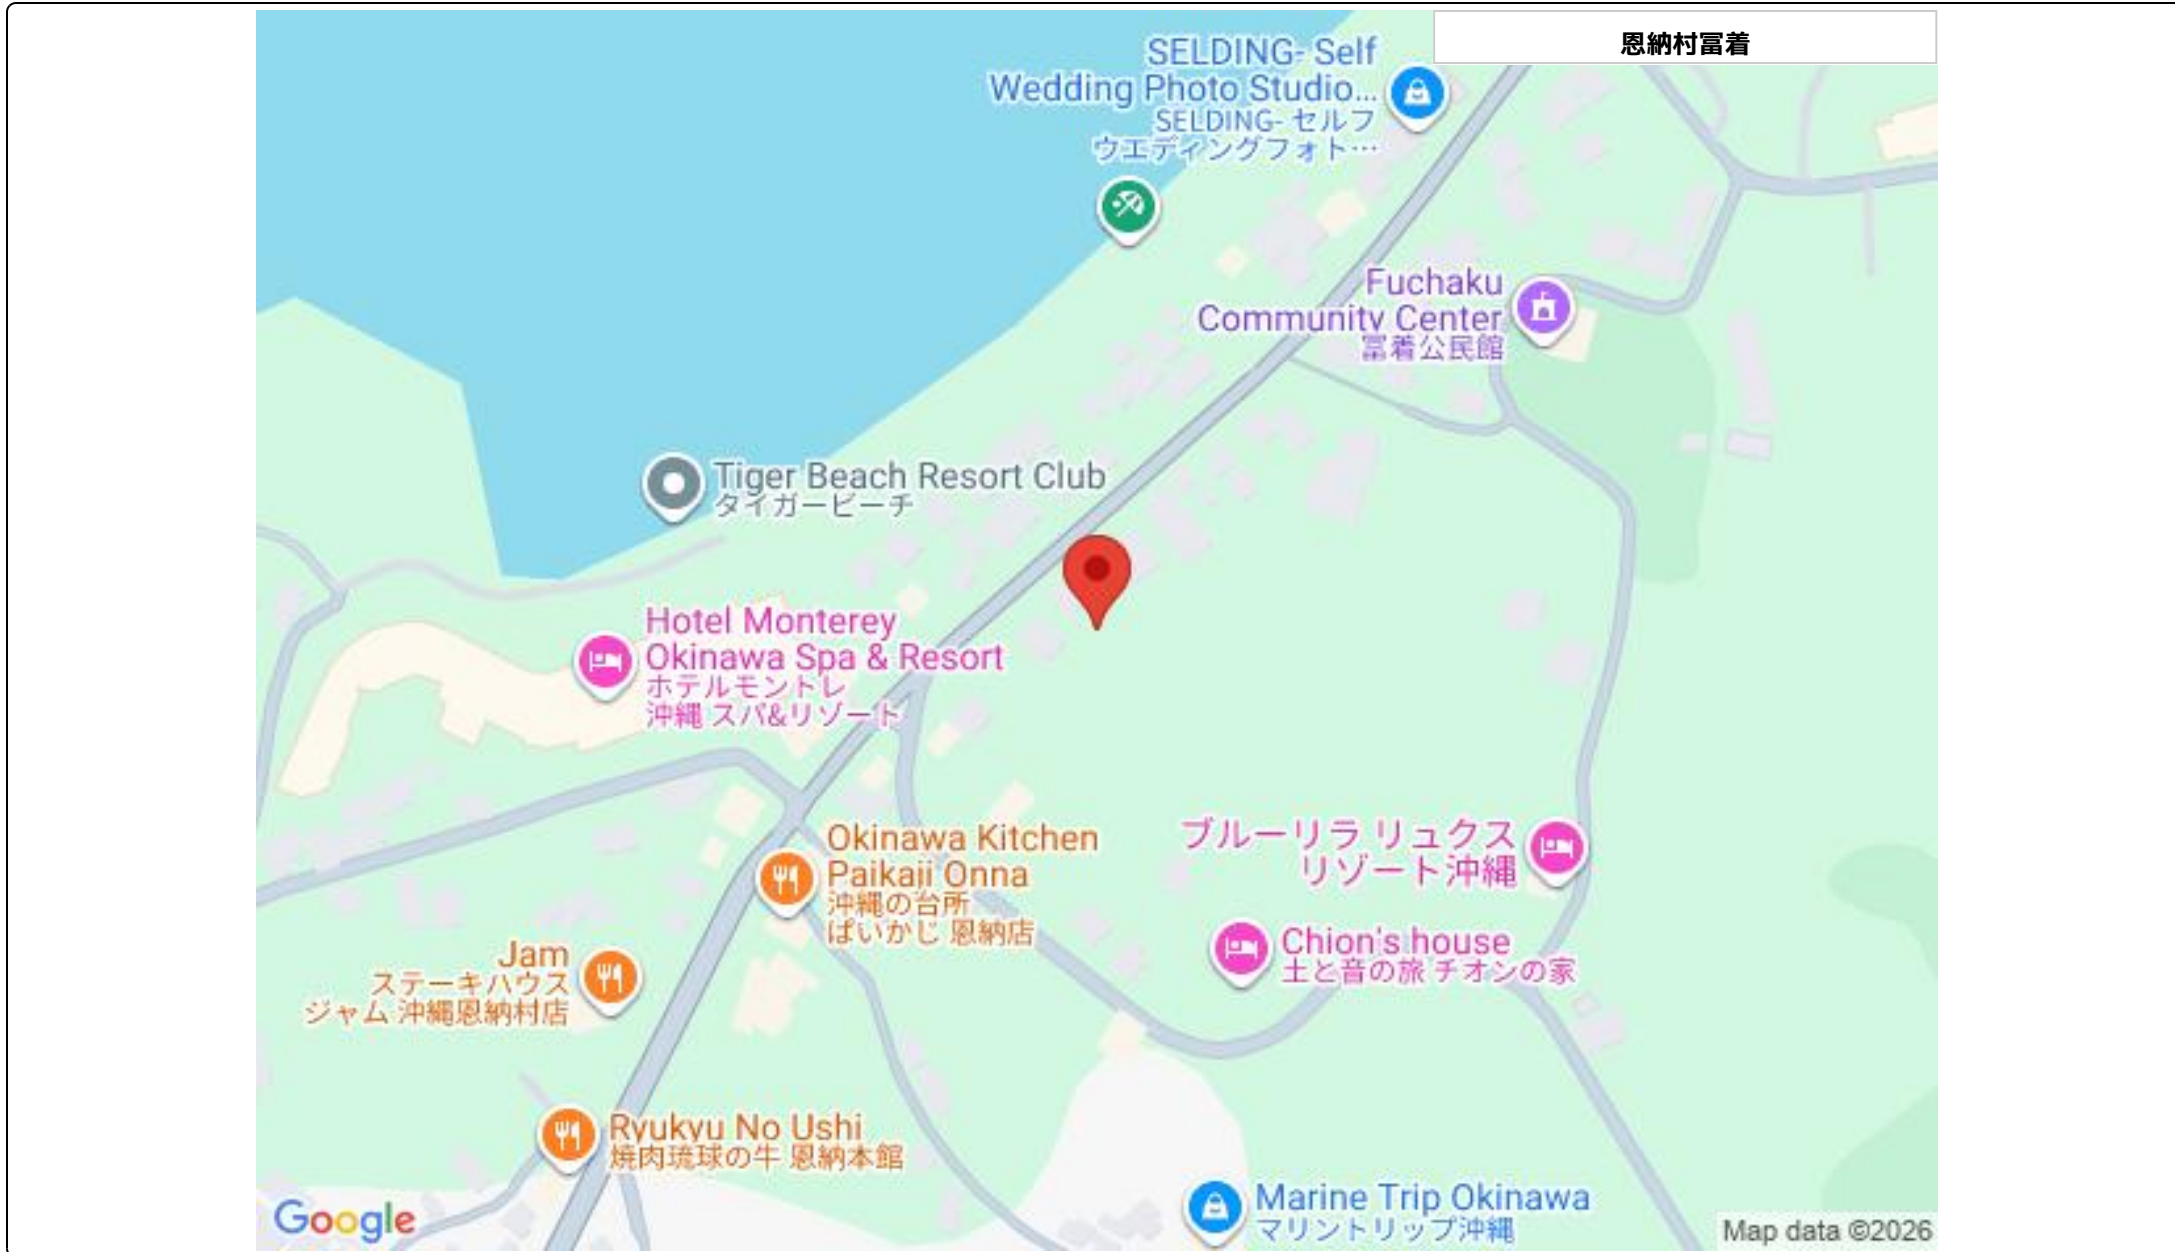 恩納村冨着
SELDING- Self
Wedding Photo Studio...
SELDING- セルフ
ウエディングフォト…
Fuchaku
Community Center
冨着公民館
Tiger Beach Resort Club
タイガービーチ
Hotel Monterey
Okinawa Spa & Resort
ホテルモントレ
沖縄 スパ&リゾート
Okinawa Kitchen
Paikaji Onna
沖縄の台所
ぱいかじ 恩納店
ブルーリラ リュクス
リゾート沖縄
Chion's house
土と音の旅 チオンの家
Jam
ステーキハウス
ジャム 沖縄恩納村店
Ryukyu No Ushi
焼肉琉球の牛 恩納本館
Marine Trip Okinawa
マリントリップ沖縄
Google
Map data ©2026